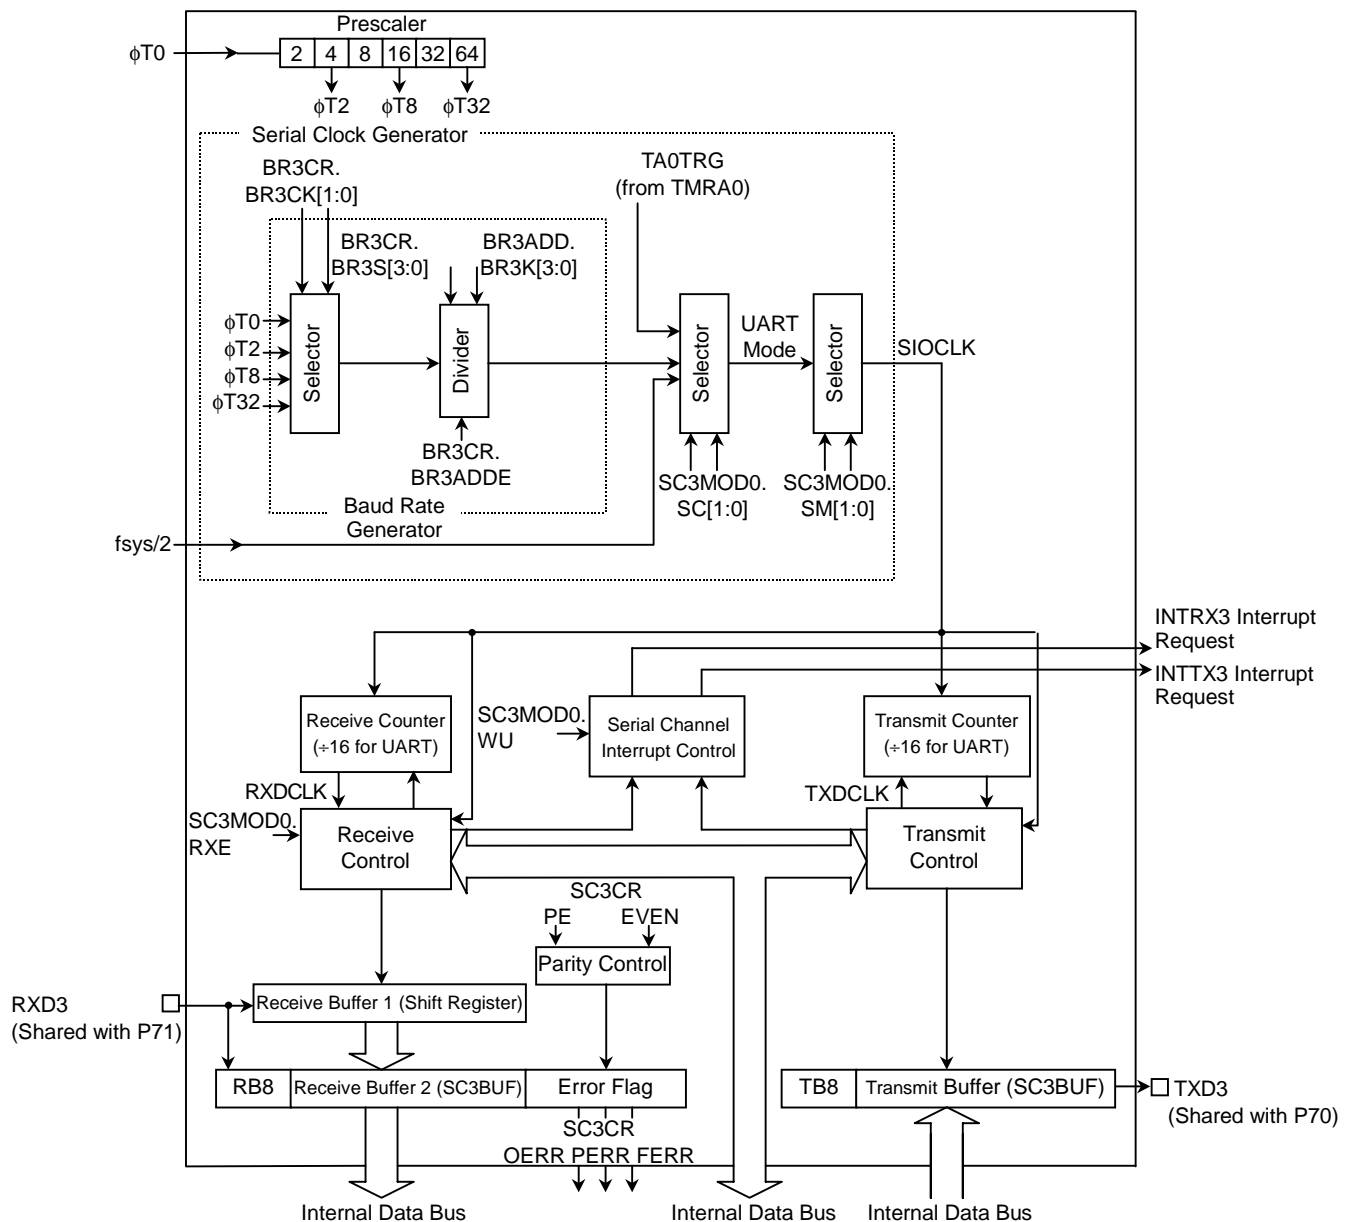 Prescaler
ϕT0
2 4 8 16 32 64
ϕT2 ϕT8 ϕT32
Serial Clock Generator
BR3CR.
BR3CK[1:0]
TA0TRG
(from TMRA0)
BR3CR.
BR3S[3:0]
BR3ADD.
BR3K[3:0]
ϕT0
ϕT2
ϕT8
ϕT32
Selector
Divider
Selector
UART
Mode
Selector
SIOCLK
BR3CR.
BR3ADDE
SC3MOD0.
SC[1:0]
SC3MOD0.
SM[1:0]
Baud Rate
Generator
fsys/2
INTRX3 Interrupt
Request
INTTX3 Interrupt
Request
Receive Counter
(÷16 for UART)
SC3MOD0.
WU
Serial Channel
Interrupt Control
Transmit Counter
(÷16 for UART)
RXDCLK
TXDCLK
SC3MOD0.
RXE
Receive
Control
Transmit
Control
SC3CR
PE EVEN
Parity Control
RXD3
(Shared with P71)
Receive Buffer 1 (Shift Register)
RB8 Receive Buffer 2 (SC3BUF) Error Flag
TB8 Transmit Buffer (SC3BUF)
TXD3
(Shared with P70)
SC3CR
OERR PERR FERR
Internal Data Bus Internal Data Bus Internal Data Bus